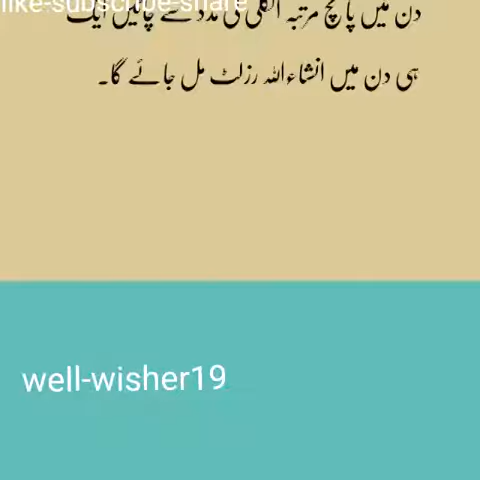 like-subscribe-share
دن میں پانچ مرتبہ انگلی کی مدد سے چاٹیں ایک
ہی دن میں انشاءاللہ رزلٹ مل جائے گا۔
well-wisher19